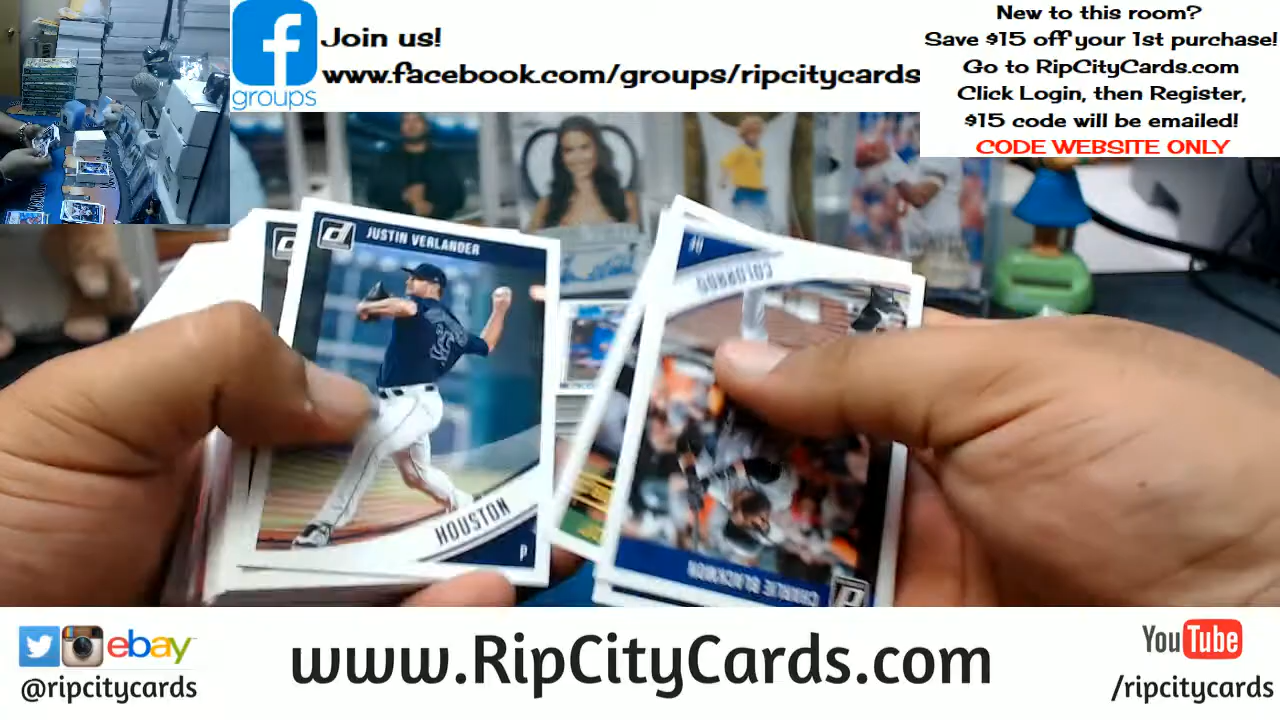 f
groups
Join us!
www.facebook.com/groups/ripcitycards
New to this room?
Save $15 off your 1st purchase!
Go to RipCityCards.com
Click Login, then Register,
$15 code will be emailed!
CODE WEBSITE ONLY
d
JUSTIN VERLANDER
HOUSTON
P
COLORADO
CHARLIE BLACKMON
d
ebay
@ripcitycards
www.RipCityCards.com
YouTube
/ripcitycards